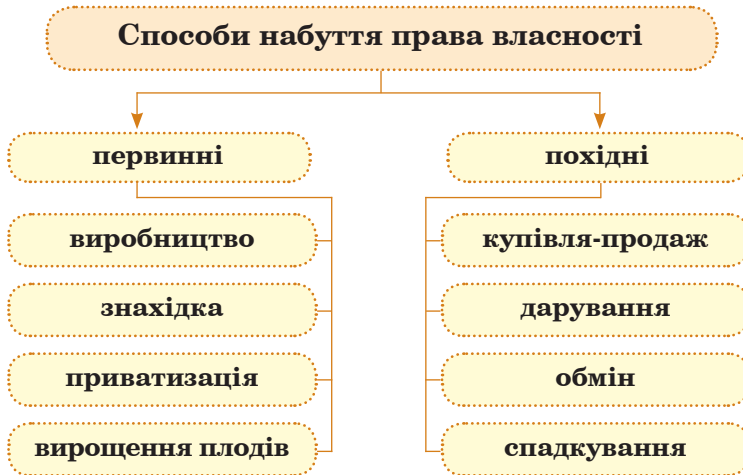 Способи набуття права власності
первинні
виробництво
знахідка
приватизація
вирощення плодів
похідні
купівля-продаж
дарування
обмін
спадкування